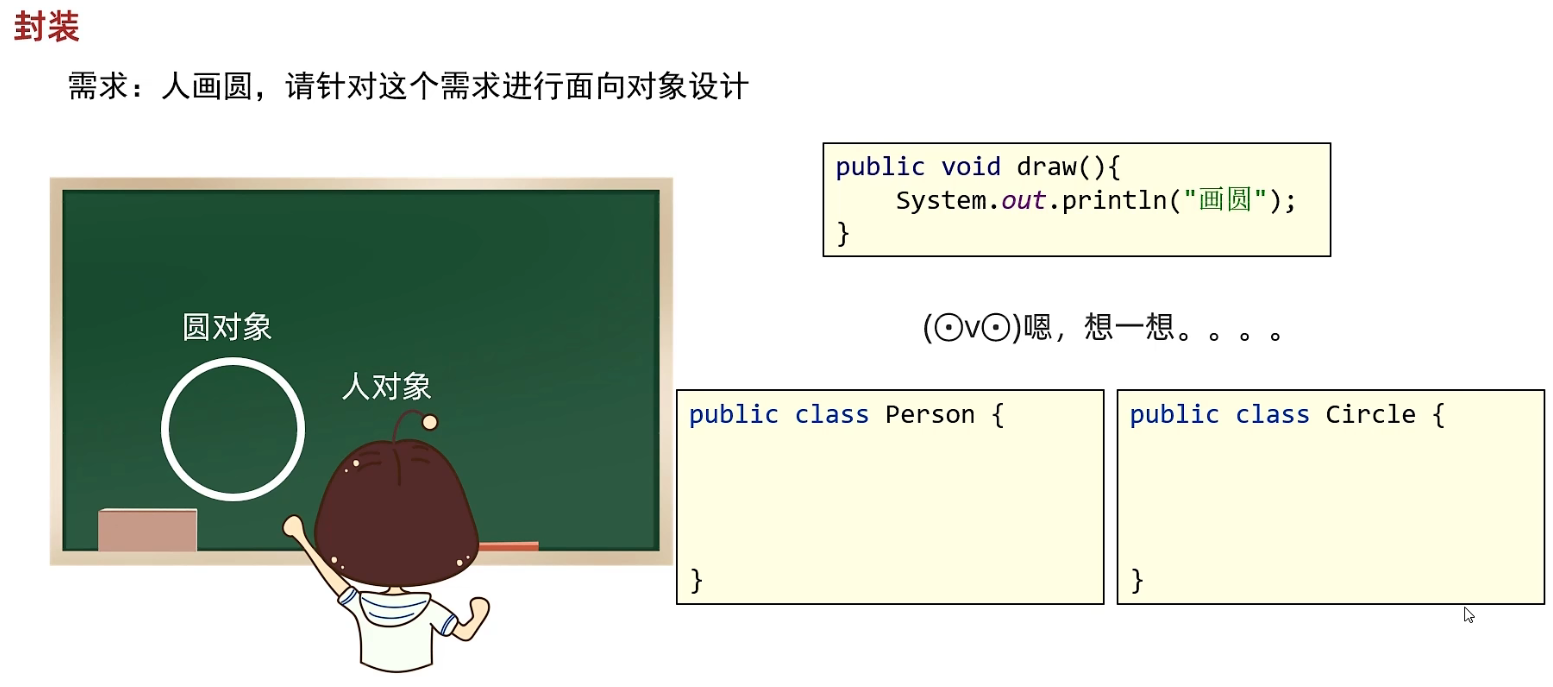 封装
需求：人画圆，请针对这个需求进行面向对象设计
public void draw(){
System.out.println("画圆");
}
圆对象
人对象
(⊙v⊙)嗯，想一想。。。。
public class Person {
}
public class Circle {
}